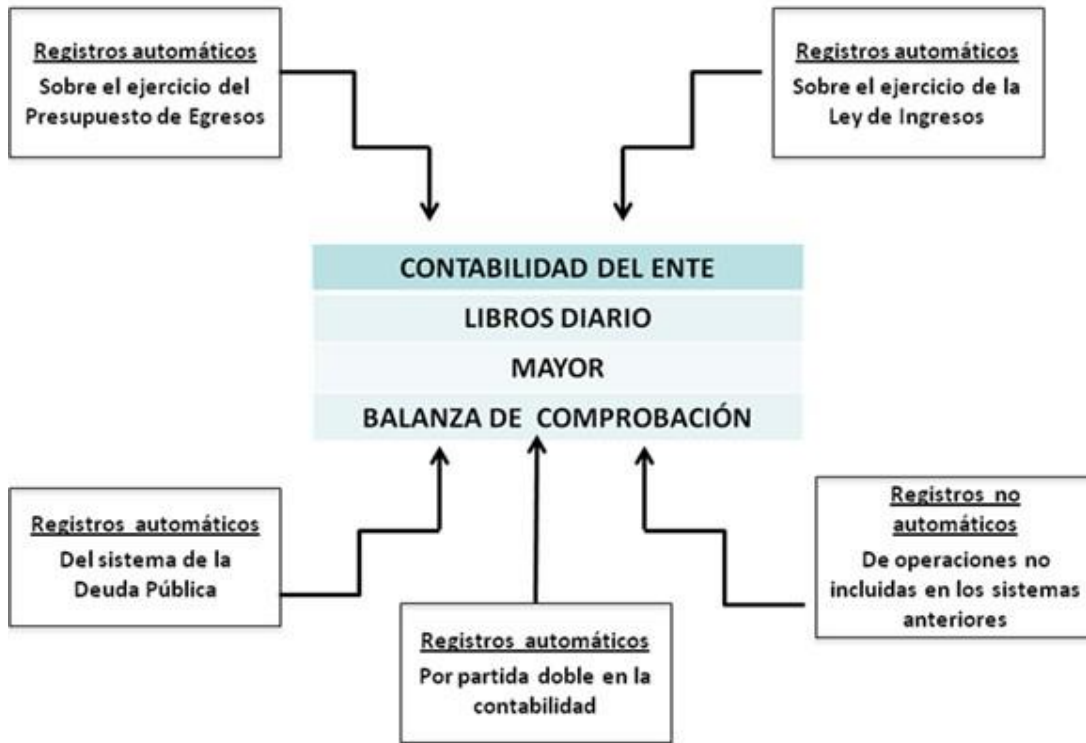 Registros automáticos
Sobre el ejercicio del
Presupuesto de Egresos
Registros automáticos
Sobre el ejercicio de la
Ley de Ingresos
CONTABILIDAD DEL ENTE
LIBROS DIARIO
MAYOR
BALANZA DE COMPROBACIÓN
Registros automáticos
Del sistema de la
Deuda Pública
Registros automáticos
Por partida doble en la
contabilidad
Registros no
automáticos
De operaciones no
incluidas en los sistemas
anteriores